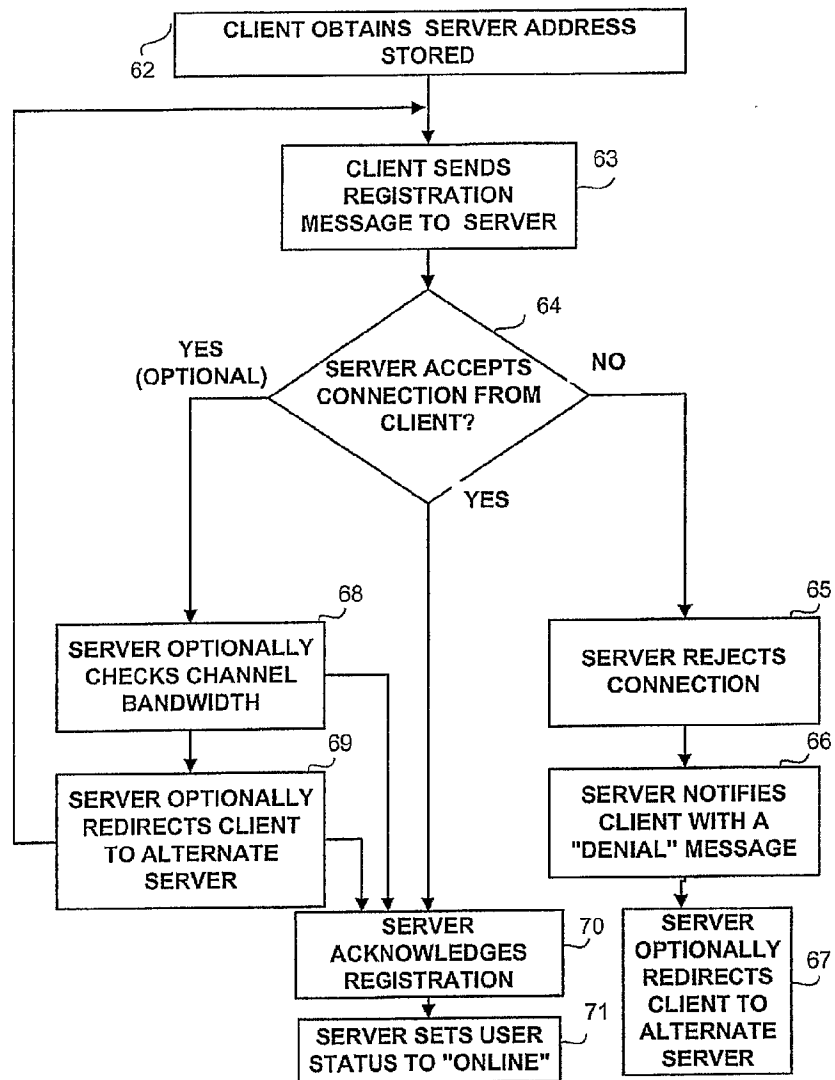 CLIENT OBTAINS SERVER ADDRESS
STORED
62
CLIENT SENDS
REGISTRATION
MESSAGE TO SERVER
63
64
SERVER ACCEPTS
CONNECTION FROM
CLIENT?
YES
(OPTIONAL)
NO
YES
68
SERVER OPTIONALLY
CHECKS CHANNEL
BANDWIDTH
65
SERVER REJECTS
CONNECTION
69
SERVER OPTIONALLY
REDIRECTS CLIENT
TO ALTERNATE
SERVER
66
SERVER NOTIFIES
CLIENT WITH A
"DENIAL" MESSAGE
SERVER
ACKNOWLEDGES
REGISTRATION
70
SERVER
OPTIONALLY
REDIRECTS
CLIENT TO
ALTERNATE
SERVER
67
71
SERVER SETS USER
STATUS TO "ONLINE"